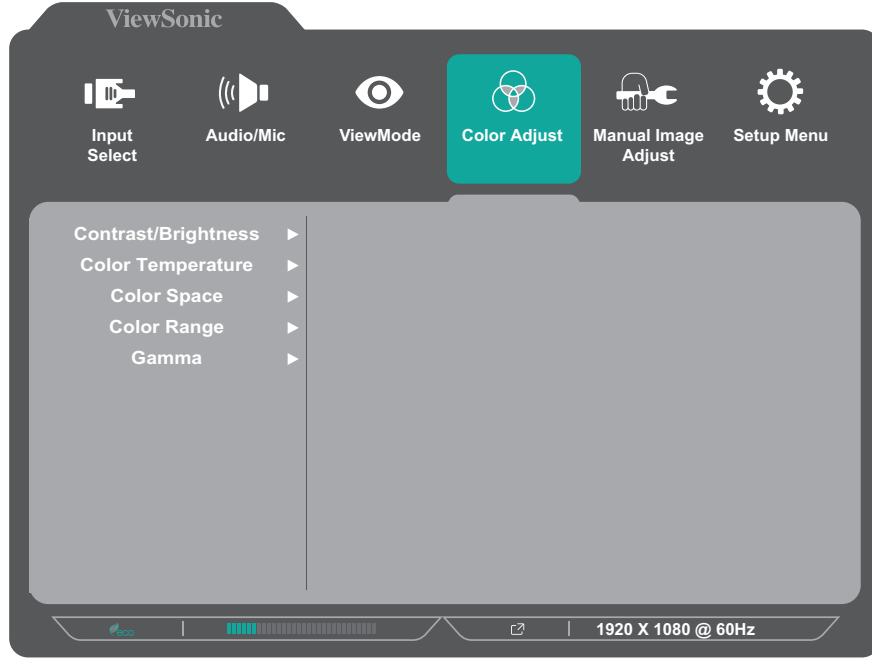 ViewSonic
Input
Select
Audio/Mic
ViewMode
Color Adjust
Manual Image
Adjust
Setup Menu
Contrast/Brightness
Color Temperature
Color Space
Color Range
Gamma
eco
1920 X 1080 @ 60Hz